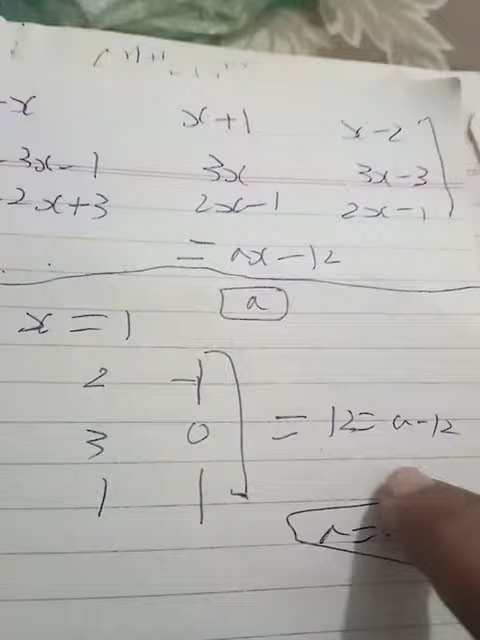 -x x+1 x-2
-3x-1 3x 3x-3
-2x+3 2x-1 2x-1
= ax-12
a
x=1
2 -1
3 0 = 12=a-12
1 1
a=